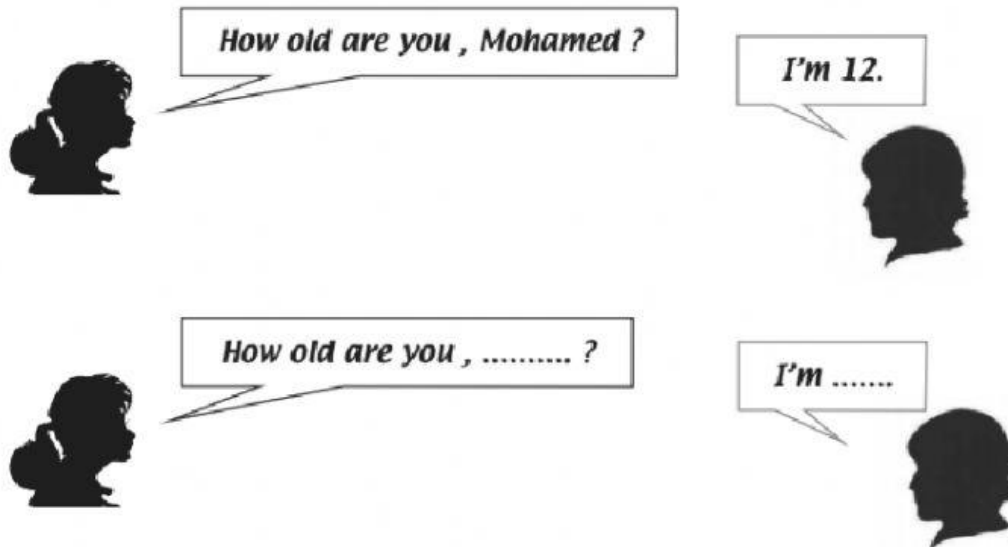 How old are you , Mohamed ?
I'm 12.
How old are you , .......... ?
I'm .......